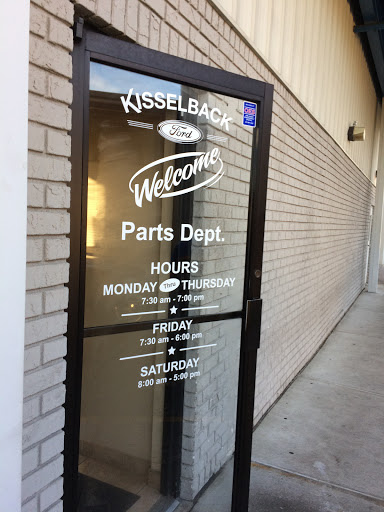 KISSELBACK
Ford
Welcome
Parts Dept.
HOURS
MONDAY Thru THURSDAY
7:30 am - 7:00 pm
FRIDAY
7:30 am - 6:00 pm
SATURDAY
8:00 am - 5:00 pm